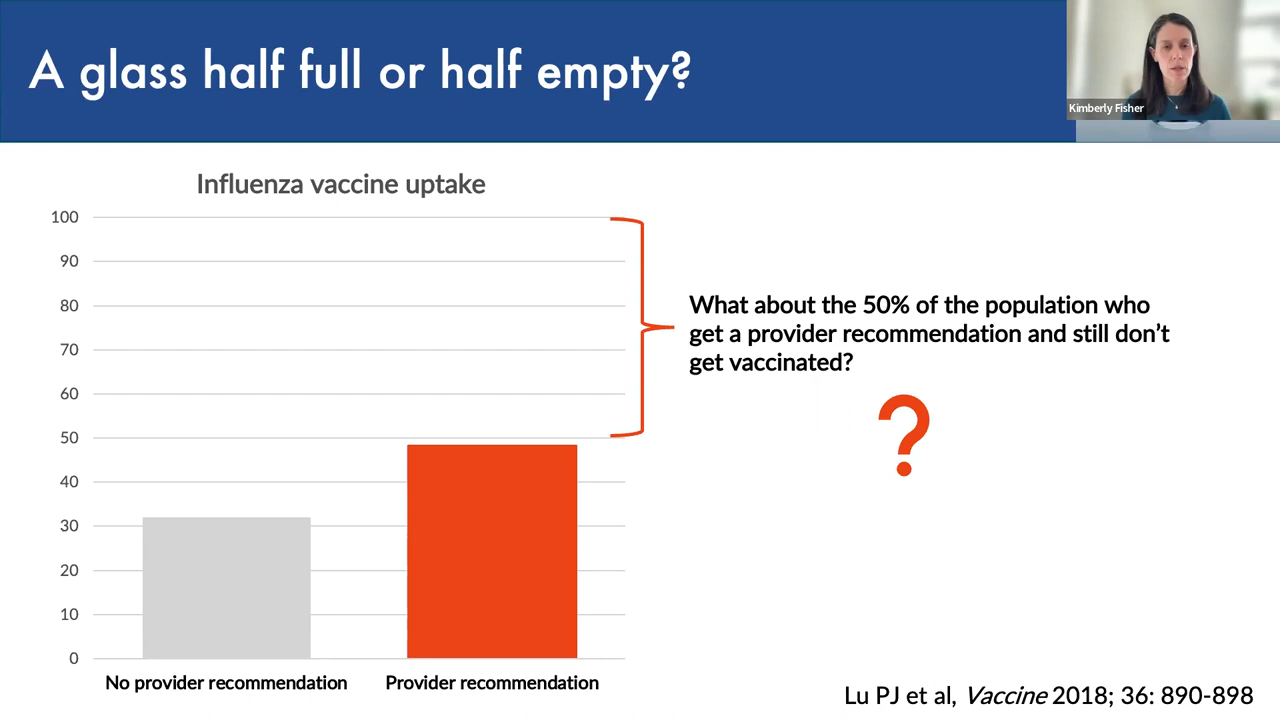 A glass half full or half empty?
Kimberly Fisher
Influenza vaccine uptake
100
90
80
70
60
50
40
30
20
10
0
No provider recommendation
Provider recommendation
What about the 50% of the population who
get a provider recommendation and still don’t
get vaccinated?
?
Lu PJ et al, Vaccine 2018; 36: 890-898